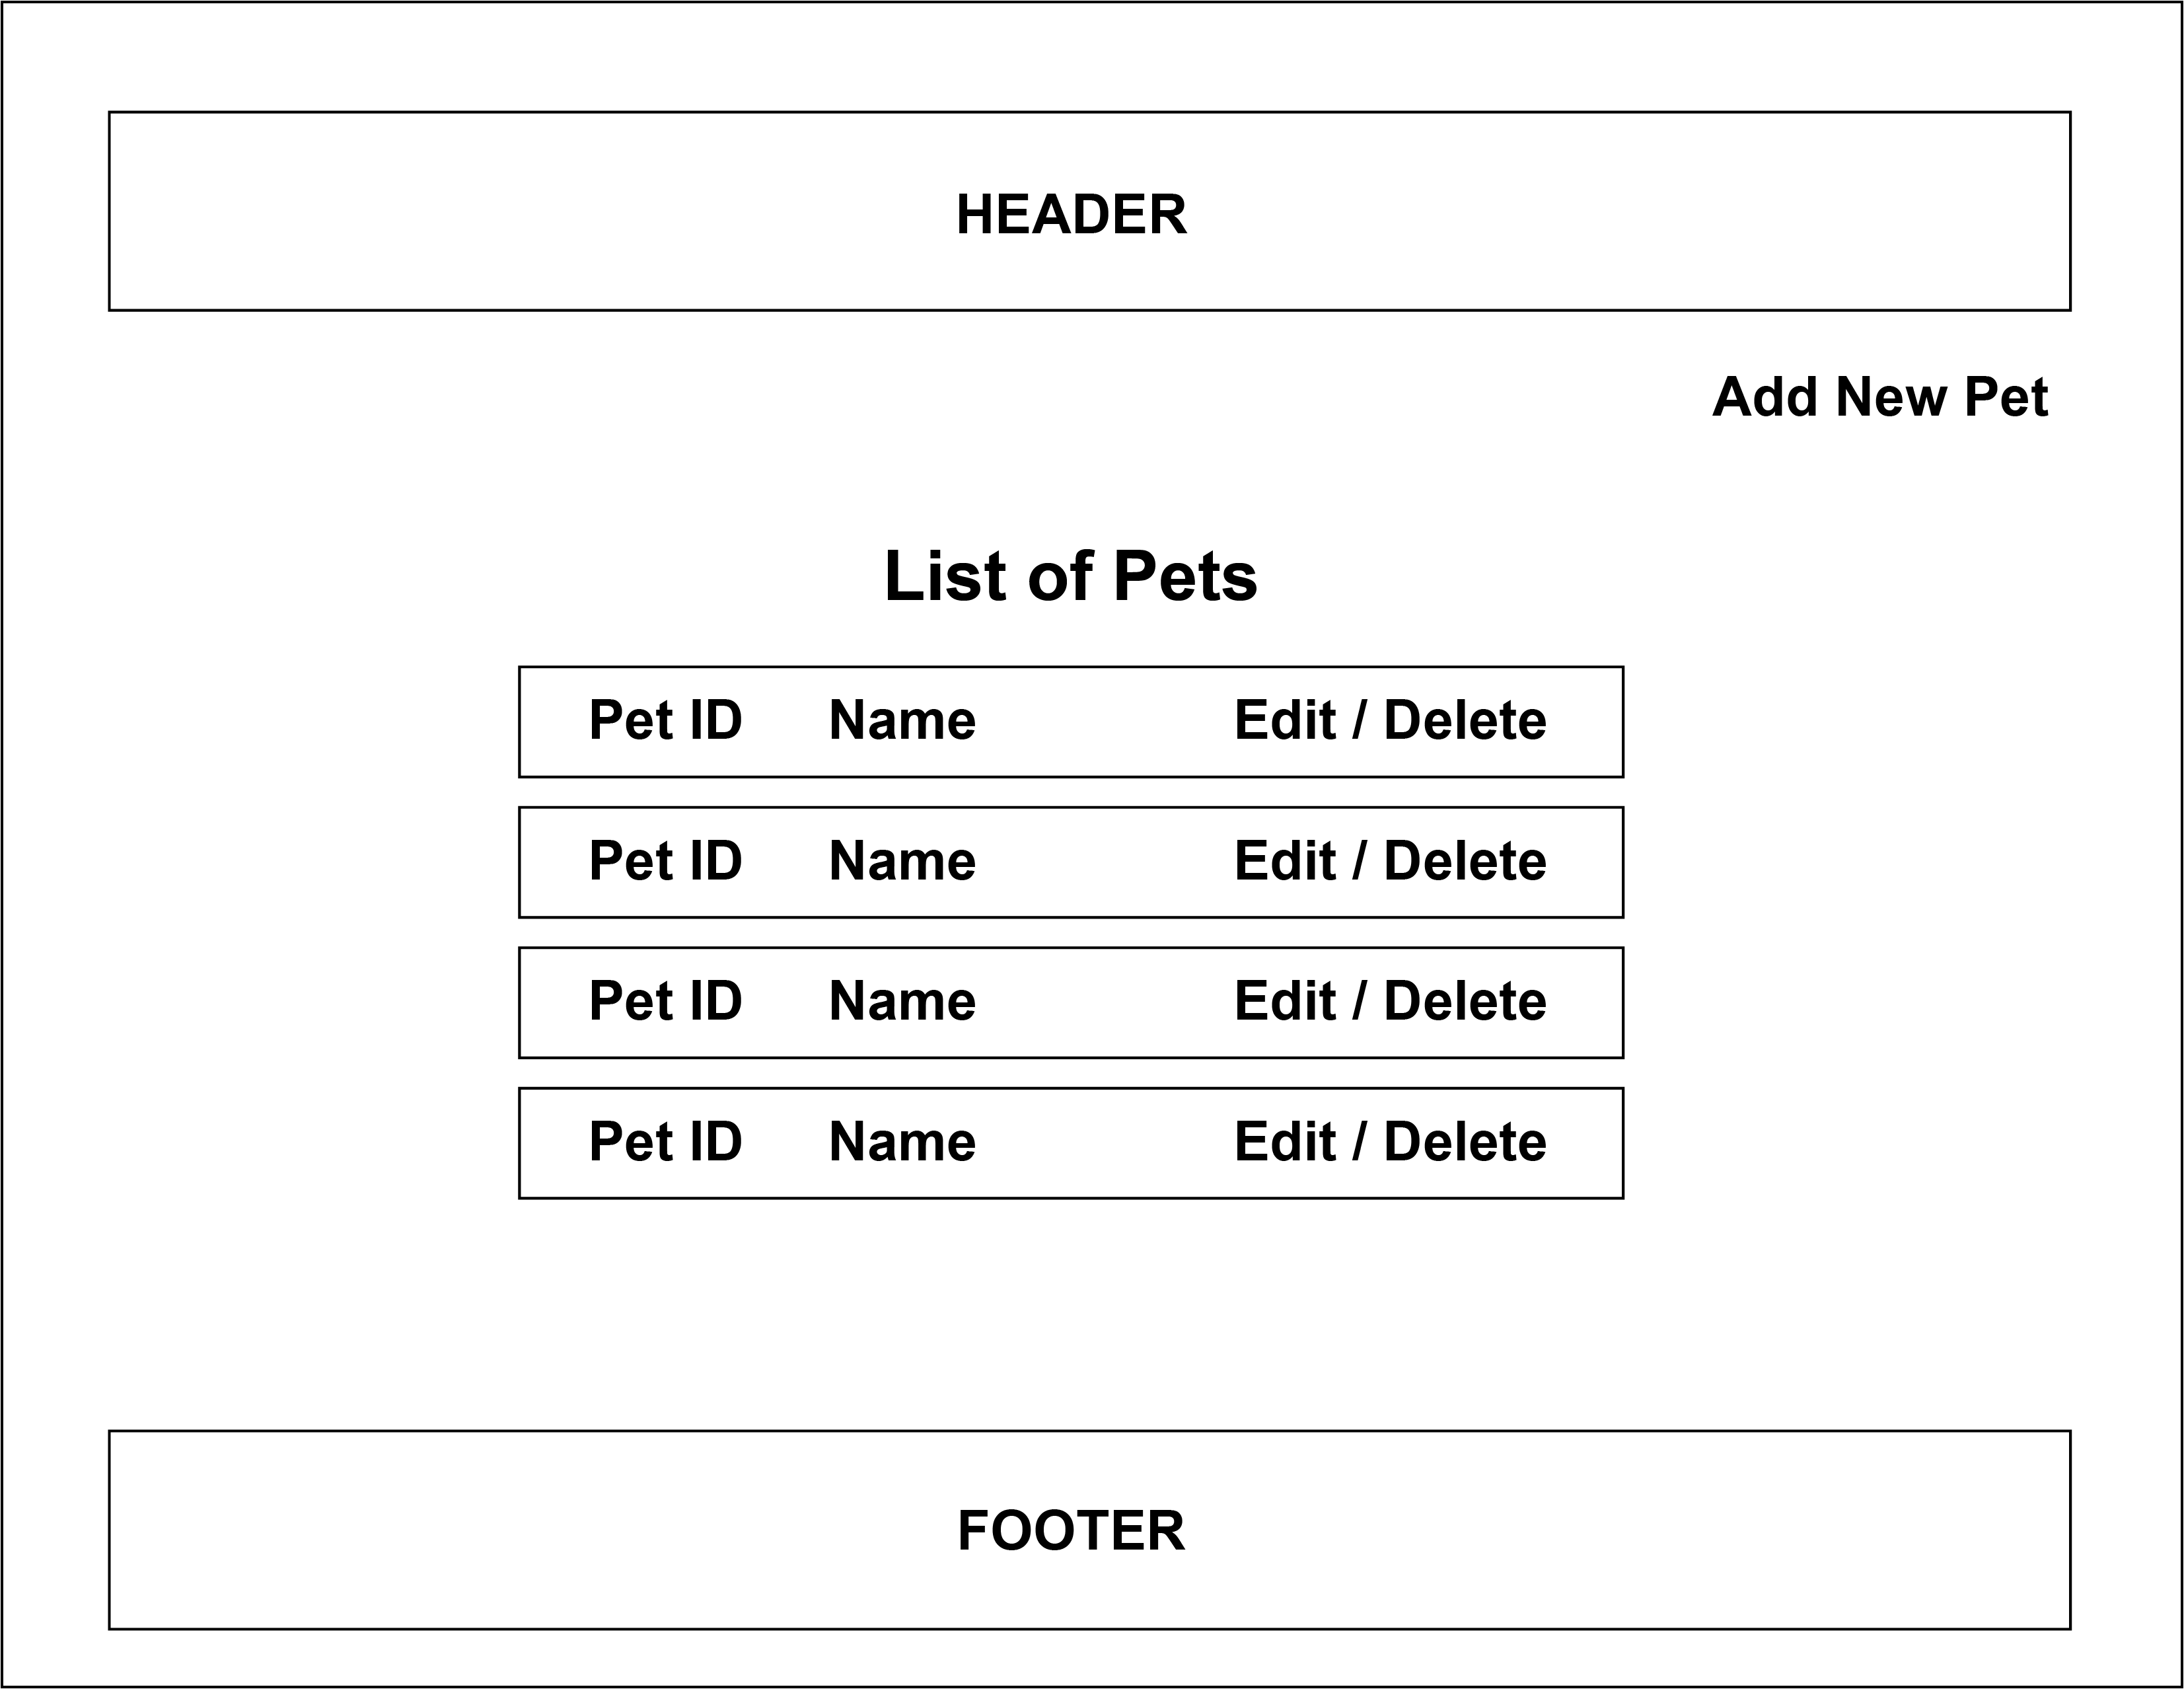 HEADER
Add New Pet
List of Pets
Pet ID Name Edit / Delete
Pet ID Name Edit / Delete
Pet ID Name Edit / Delete
Pet ID Name Edit / Delete
FOOTER